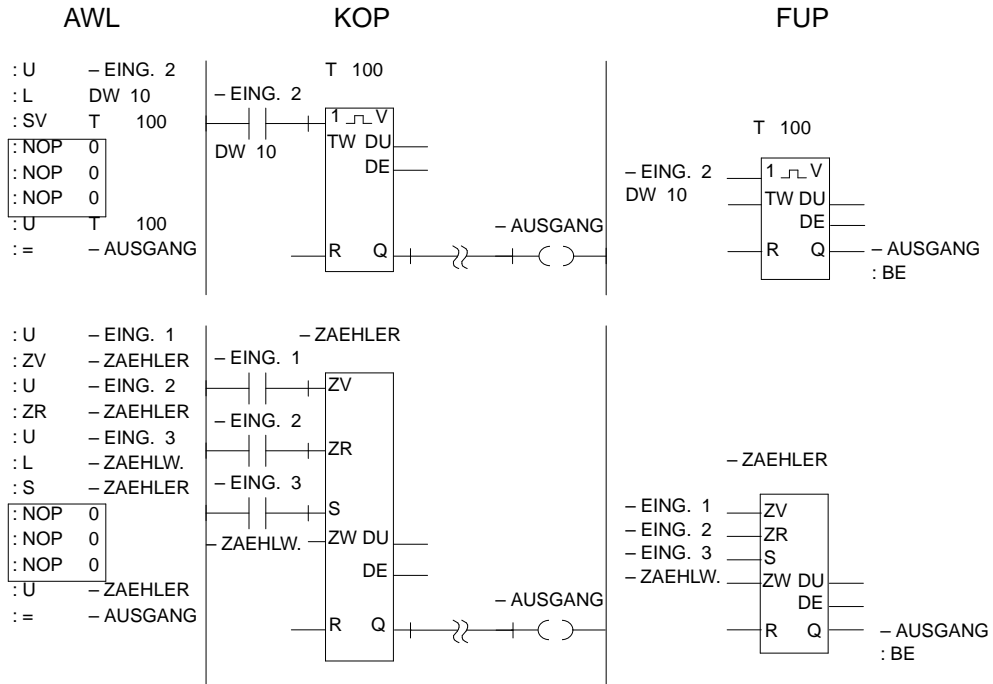 AWL
KOP
FUP
: U – EING. 2
: L DW 10
: SV T 100
: NOP 0
: NOP 0
: NOP 0
: U T 100
: = – AUSGANG
T 100
– EING. 2
DW 10
1 V
TW DU
DE
R Q
– AUSGANG
T 100
– EING. 2
DW 10
1 V
TW DU
DE
R Q
– AUSGANG
: BE
: U – EING. 1
: ZV – ZAEHLER
: U – EING. 2
: ZR – ZAEHLER
: U – EING. 3
: L – ZAEHLW.
: S – ZAEHLER
: NOP 0
: NOP 0
: NOP 0
: U – ZAEHLER
: = – AUSGANG
– ZAEHLER
– EING. 1
ZV
– EING. 2
ZR
– EING. 3
S
– ZAEHLW.
ZW DU
DE
R Q
– AUSGANG
– ZAEHLER
– EING. 1 ZV
– EING. 2 ZR
– EING. 3 S
– ZAEHLW. ZW DU
DE
R Q
– AUSGANG
: BE